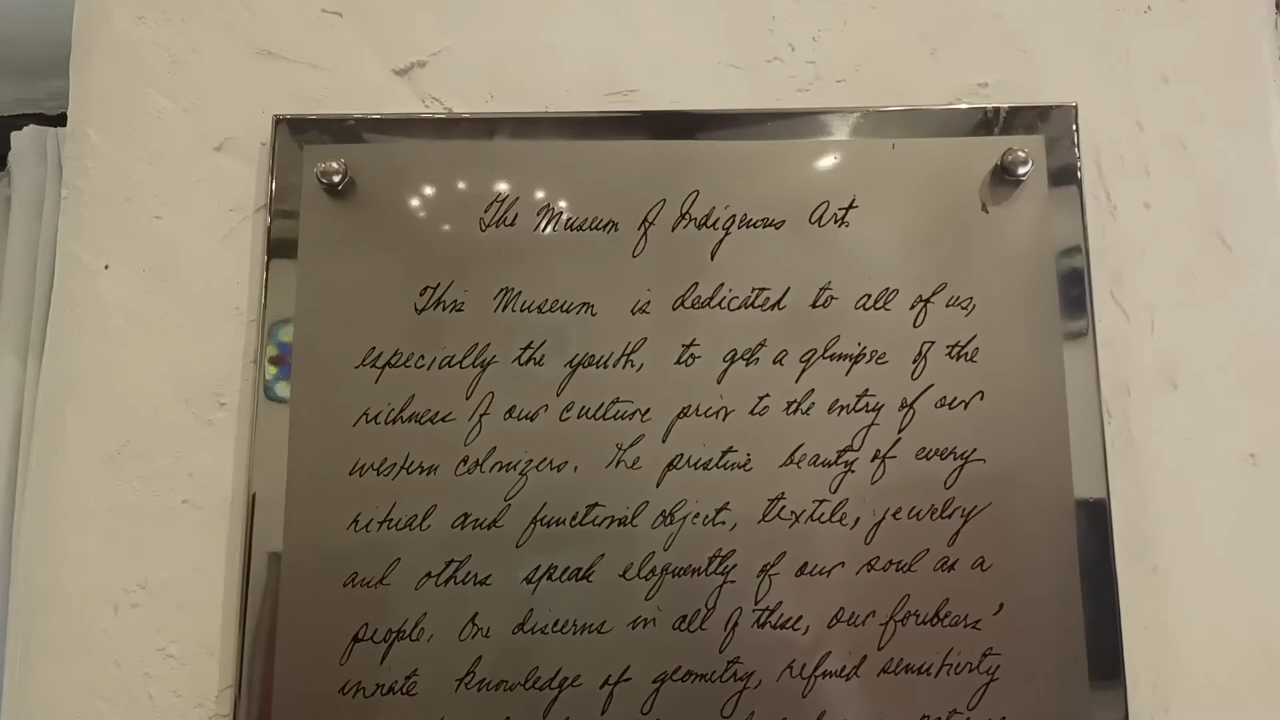 The Museum of Indigenous Art
This Museum is dedicated to all of us,
especially the youth, to get a glimpse of the
richness of our culture prior to the entry of our
western colonizers. The pristine beauty of every
ritual and functional object, textile, jewelry
and others speak eloquently of our soul as a
people. One discerns in all of these, our forebears'
innate knowledge of geometry, refined sensitivity